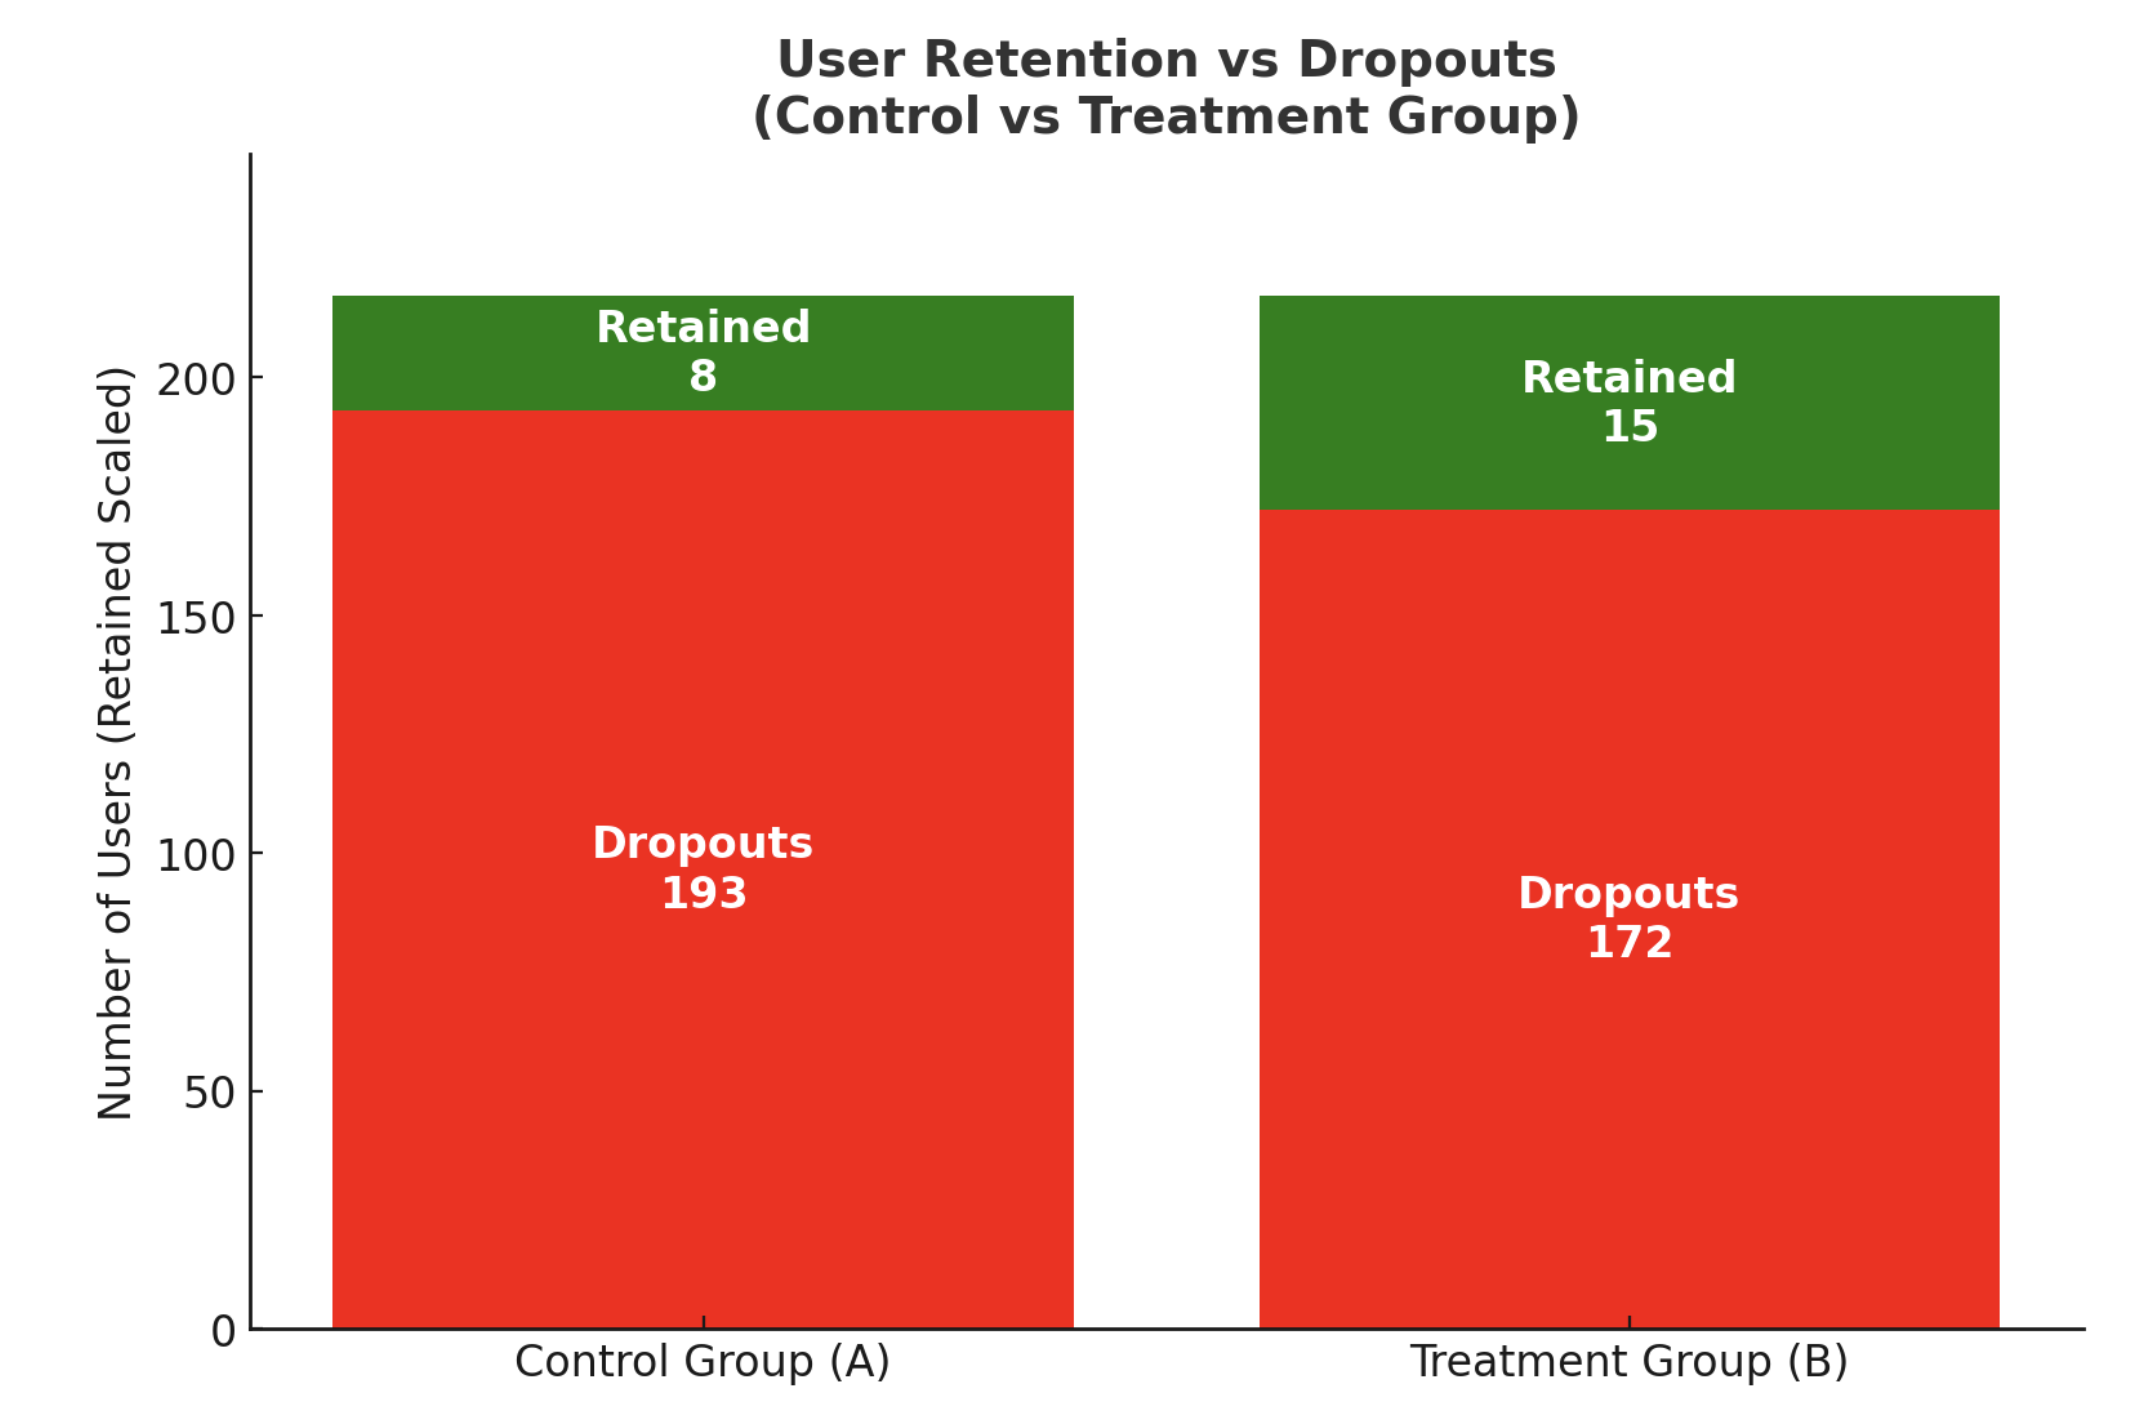 User Retention vs Dropouts
(Control vs Treatment Group)
Number of Users (Retained Scaled)
200
150
100
50
0
Retained
8
Dropouts
193
Retained
15
Dropouts
172
Control Group (A)
Treatment Group (B)